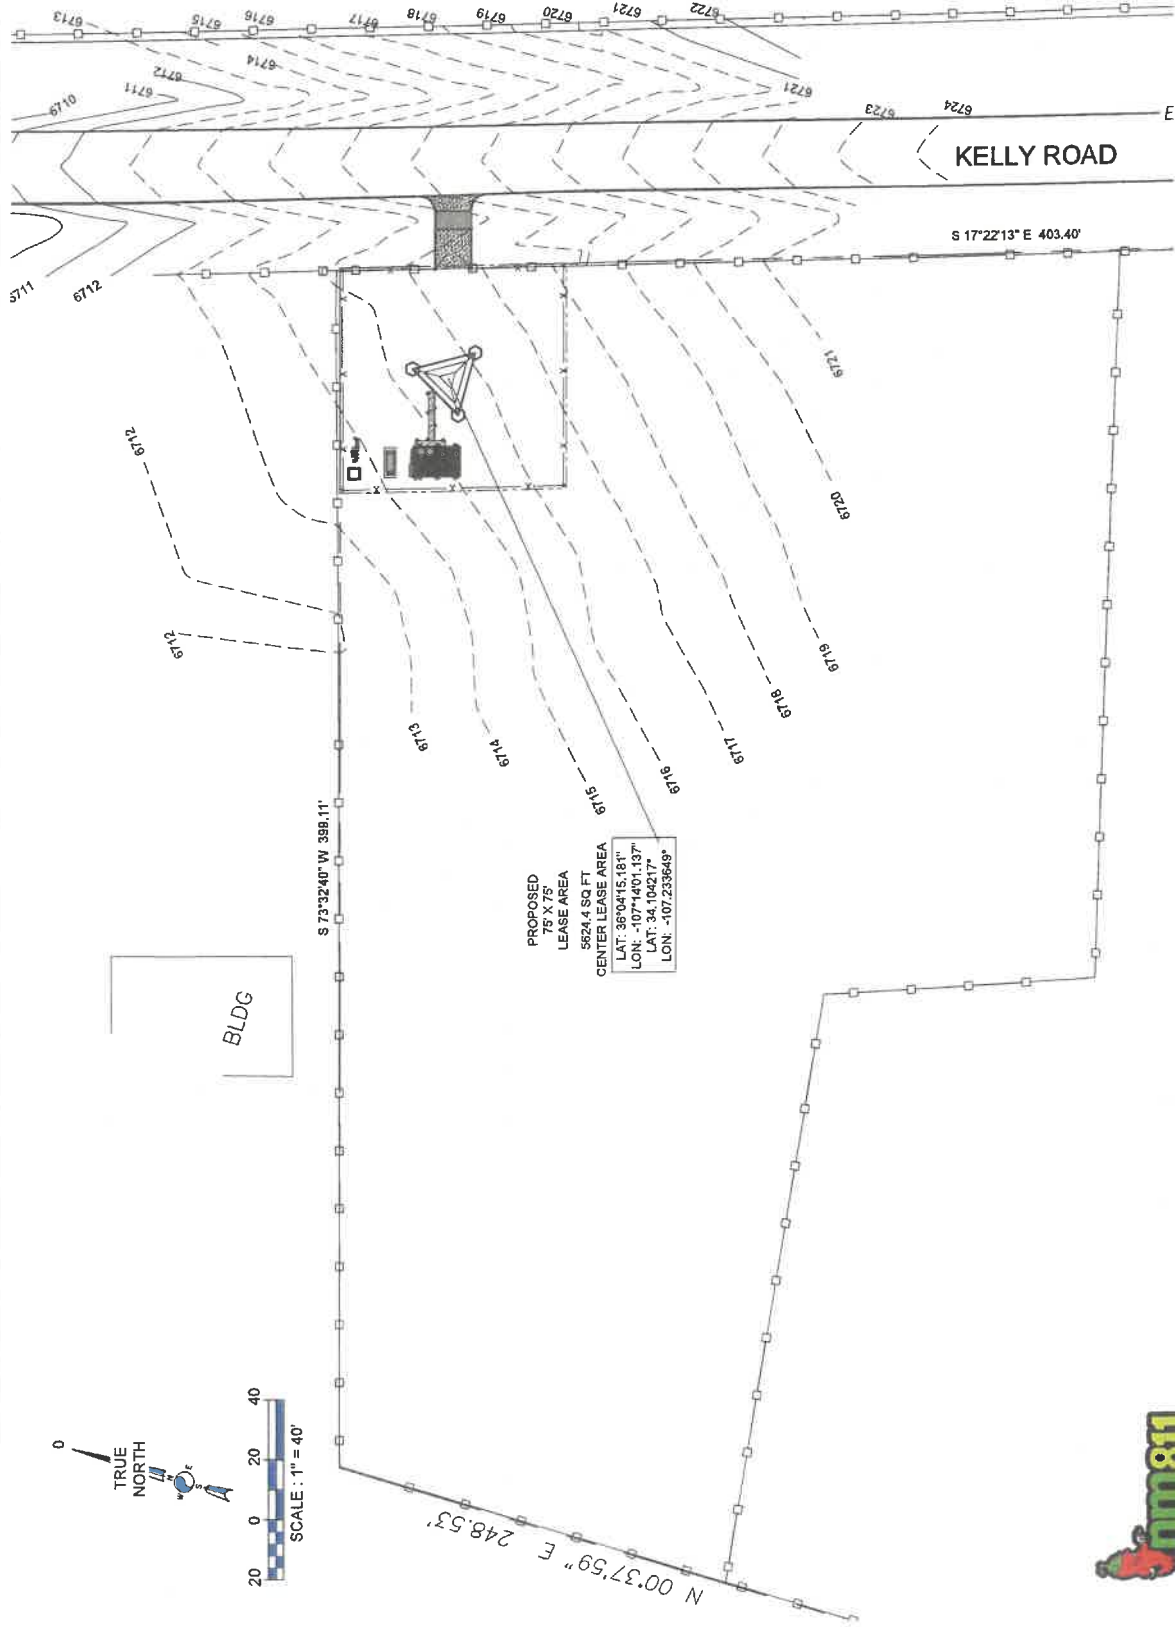 6713
6715
6716
6717
6718
6719
6720
6721
6722
6714
6712
6711
6710
6721
6723
6724
E
KELLY ROAD
S 17°22'13" E 403.40'
6711
6712
6712
6712
6721
6720
6719
6718
6717
6716
6715
6714
6713
S 73°32'40" W 398.11'
PROPOSED
75' X 75'
LEASE AREA
5624.4 SQ FT
CENTER LEASE AREA
LAT: 36°04'15.181"
LON: -107°14'01.137"
LAT: 34.104217°
LON: -107.233649°
BLDG
0
TRUE
NORTH
N
E
S
W
20 0 20 40
SCALE : 1" = 40'
N 00°37'59" E 248.53'
nm811